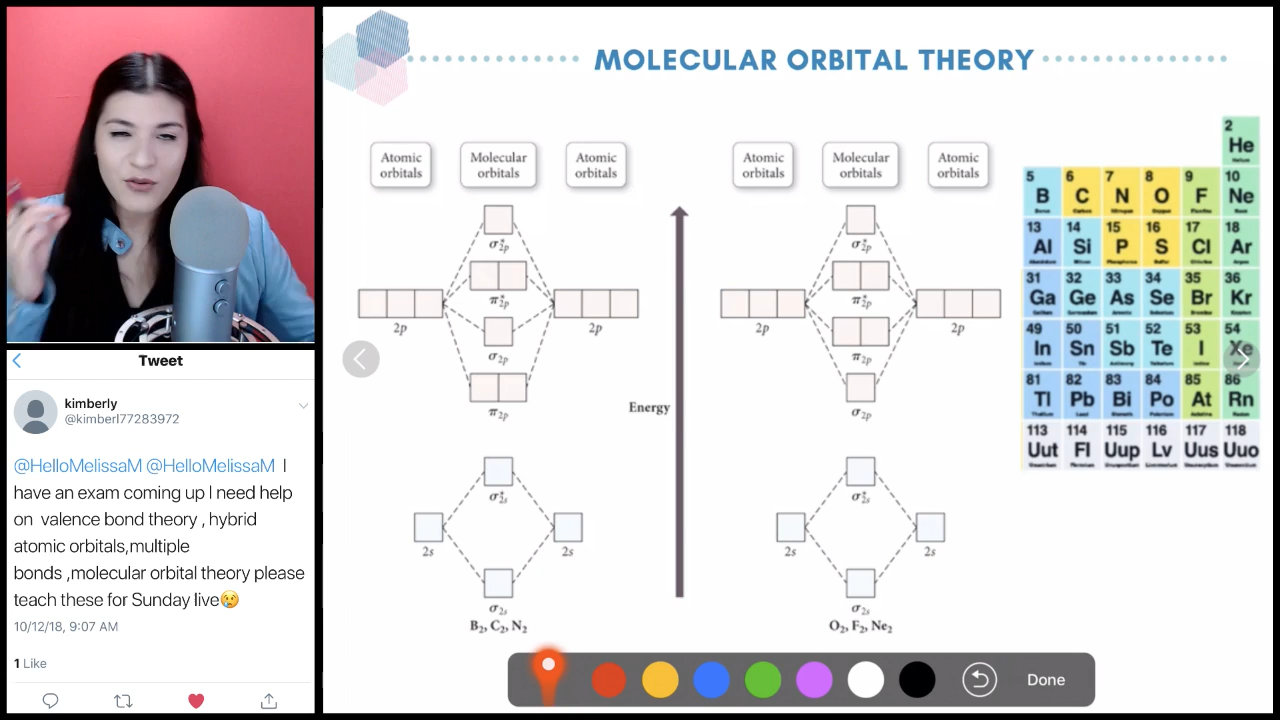 MOLECULAR ORBITAL THEORY
Atomic orbitals
Molecular orbitals
Atomic orbitals
σ*2p
π*2p
2p
2p
σ2p
π2p
σ*2s
2s
2s
σ2s
B2, C2, N2
Energy
Atomic orbitals
Molecular orbitals
Atomic orbitals
σ*2p
π*2p
2p
2p
π2p
σ2p
σ*2s
2s
2s
σ2s
O2, F2, Ne2
2
He
5 6 7 8 9 10
B C N O F Ne
13 14 15 16 17 18
Al Si P S Cl Ar
31 32 33 34 35 36
Ga Ge As Se Br Kr
49 50 51 52 53 54
In Sn Sb Te I Xe
81 82 83 84 85 86
Tl Pb Bi Po At Rn
113 114 115 116 117 118
Uut Fl Uup Lv Uus Uuo
Done
Tweet
kimberly
@kimberl77283972
@HelloMelissaM @HelloMelissaM I
have an exam coming up I need help
on valence bond theory , hybrid
atomic orbitals,multiple
bonds ,molecular orbital theory please
teach these for Sunday live😢
10/12/18, 9:07 AM
1 Like